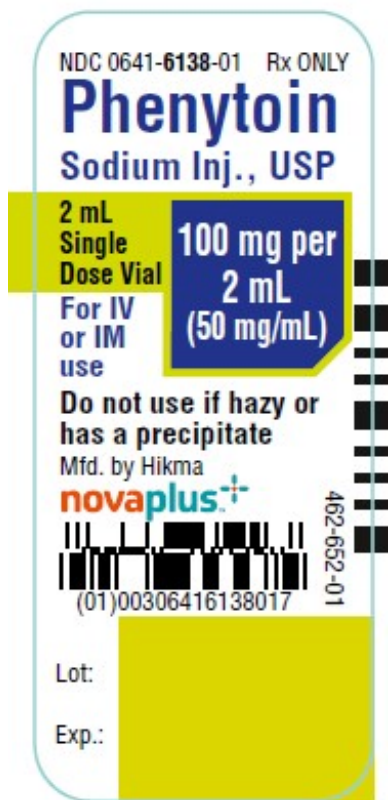 NDC 0641-6138-01 Rx ONLY
Phenytoin
Sodium Inj., USP
2 mL
Single
Dose Vial
100 mg per
2 mL
(50 mg/mL)
For IV
or IM
use
Do not use if hazy or
has a precipitate
Mfd. by Hikma
novaplus™+
462-652-01
(01)00306416138017
Lot:
Exp.: